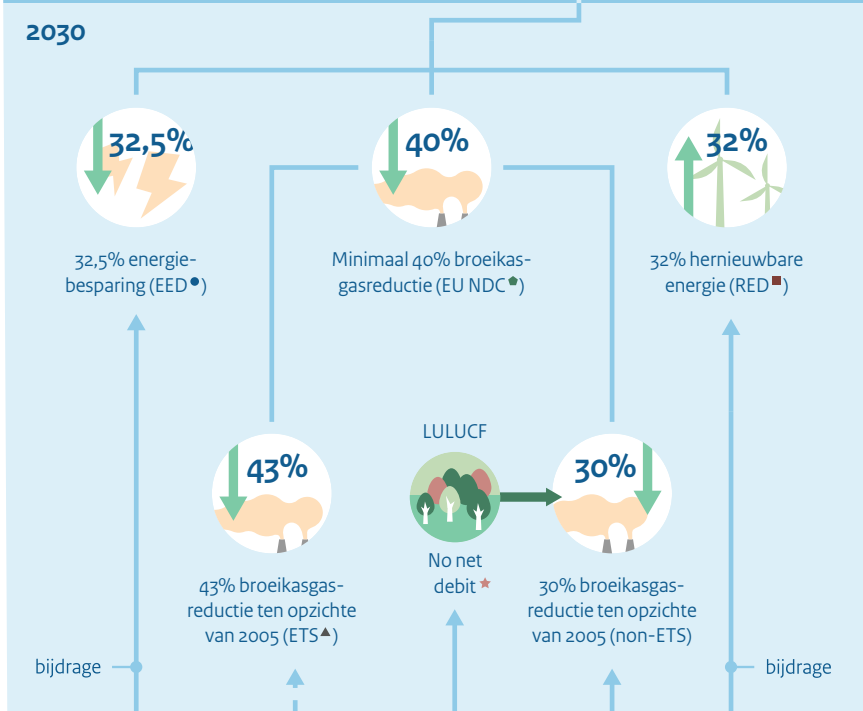 2030
32,5%
40%
32%
32,5% energie-
besparing (EED●)
Minimaal 40% broeikas-
gasreductie (EU NDC⬟)
32% hernieuwbare
energie (RED■)
LULUCF
43%
30%
No net
debit★
43% broeikasgas-
reductie ten opzichte
van 2005 (ETS▲)
30% broeikasgas-
reductie ten opzichte
van 2005 (non-ETS)
bijdrage
bijdrage